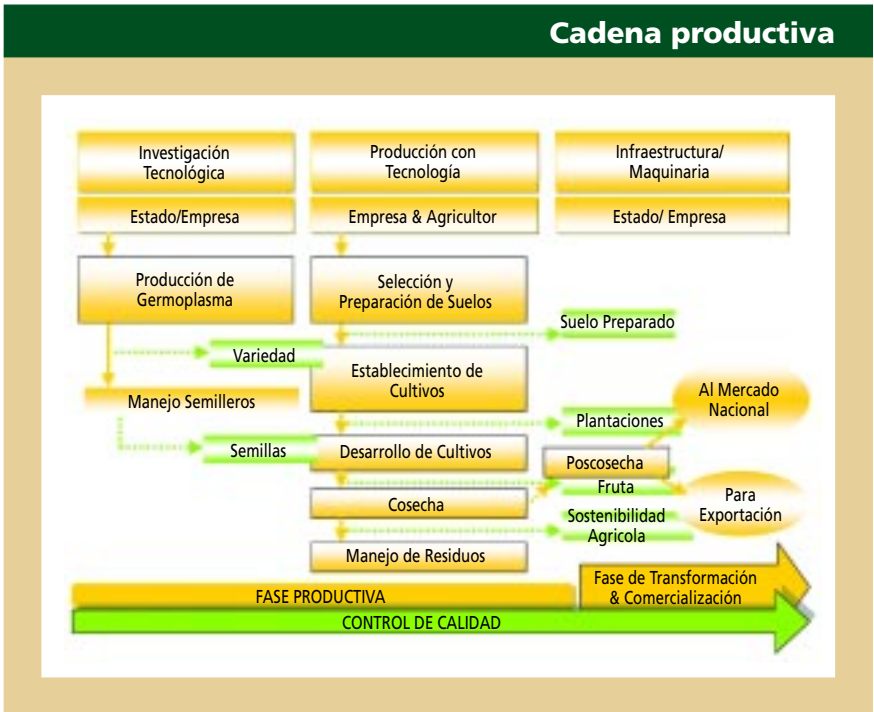 Cadena productiva
Investigación
Tecnológica
Producción con
Tecnología
Infraestructura/
Maquinaria
Estado/Empresa
Empresa & Agricultor
Estado/ Empresa
Producción de
Germoplasma
Selección y
Preparación de Suelos
Suelo Preparado
Variedad
Establecimiento de
Cultivos
Al Mercado
Nacional
Manejo Semilleros
Plantaciones
Semillas
Desarrollo de Cultivos
Poscosecha
Fruta
Para
Exportación
Cosecha
Sostenibilidad
Agricola
Manejo de Residuos
Fase de Transformación
& Comercialización
FASE PRODUCTIVA
CONTROL DE CALIDAD